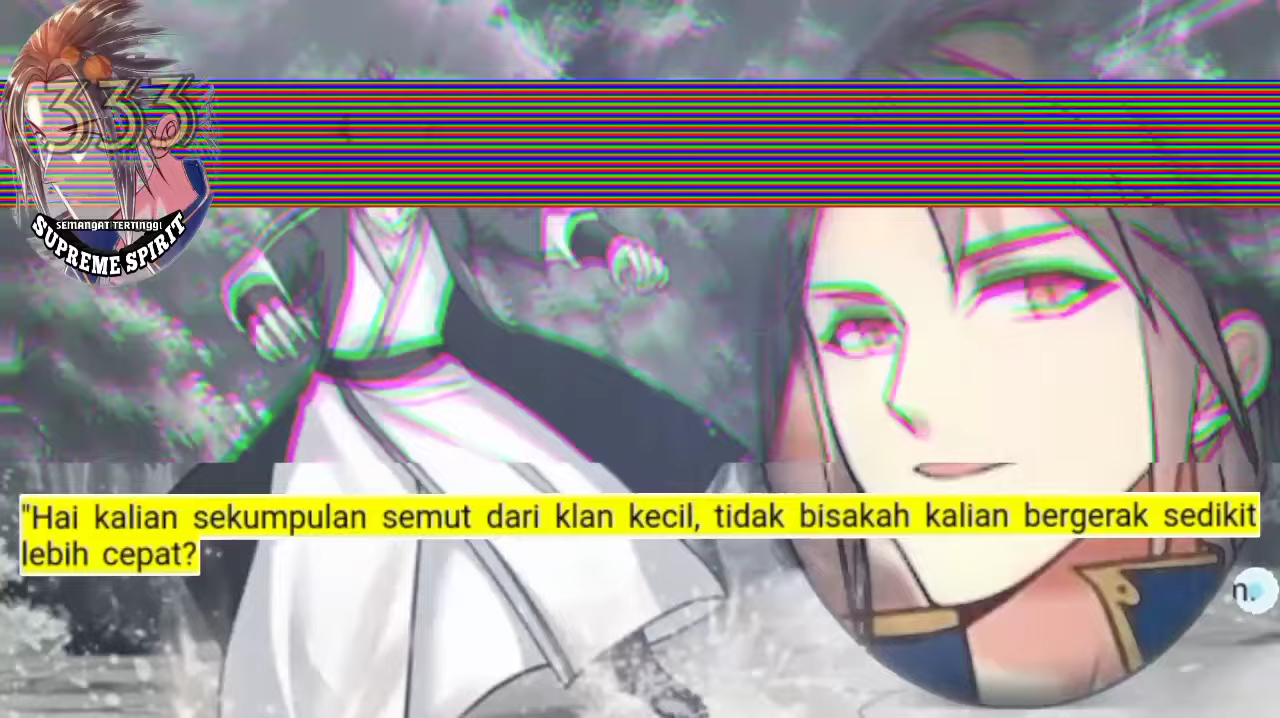 333
SEMANGAT TERTINGGI
SUPREME SPIRIT
"Hai kalian sekumpulan semut dari klan kecil, tidak bisakah kalian bergerak sedikit
lebih cepat?
n.